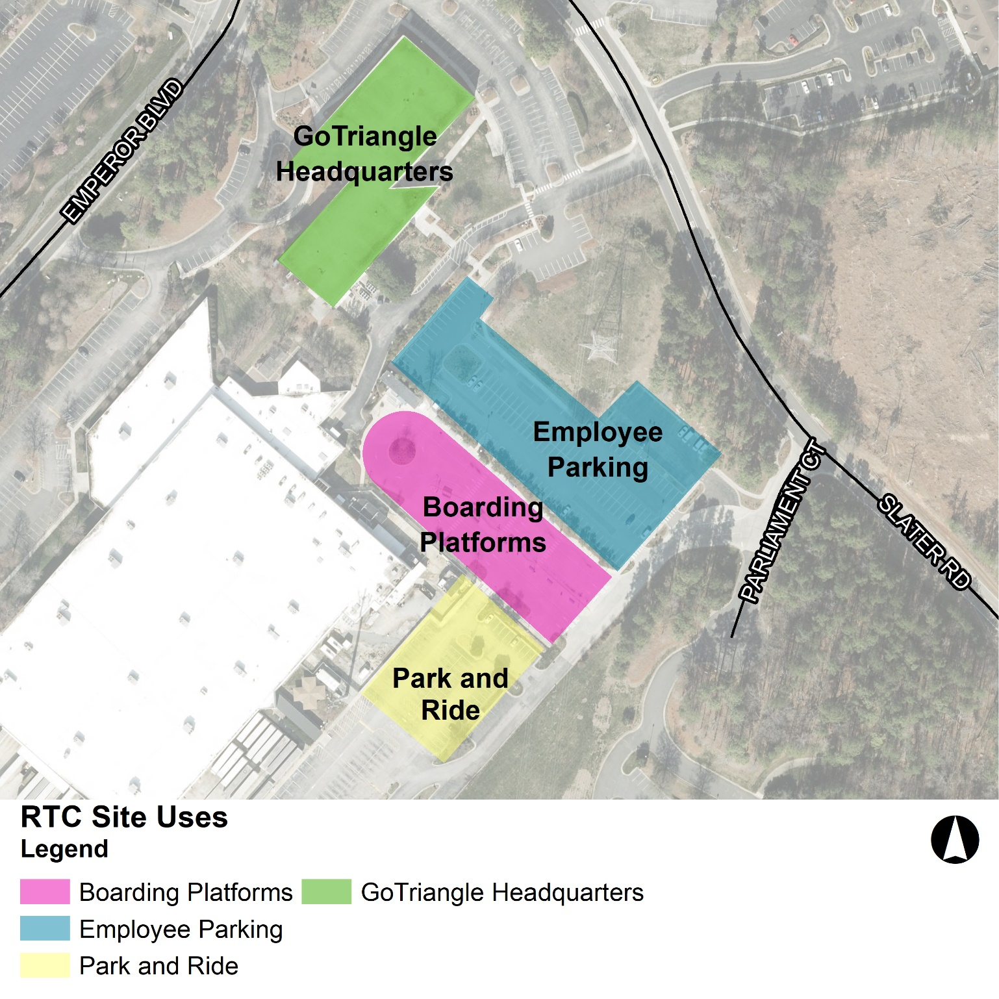 EMPEROR BLVD
GoTriangle
Headquarters
Employee
Parking
Boarding
Platforms
PARLIAMENT CT
SLATER RD
Park and
Ride
RTC Site Uses
Legend
Boarding Platforms
GoTriangle Headquarters
Employee Parking
Park and Ride